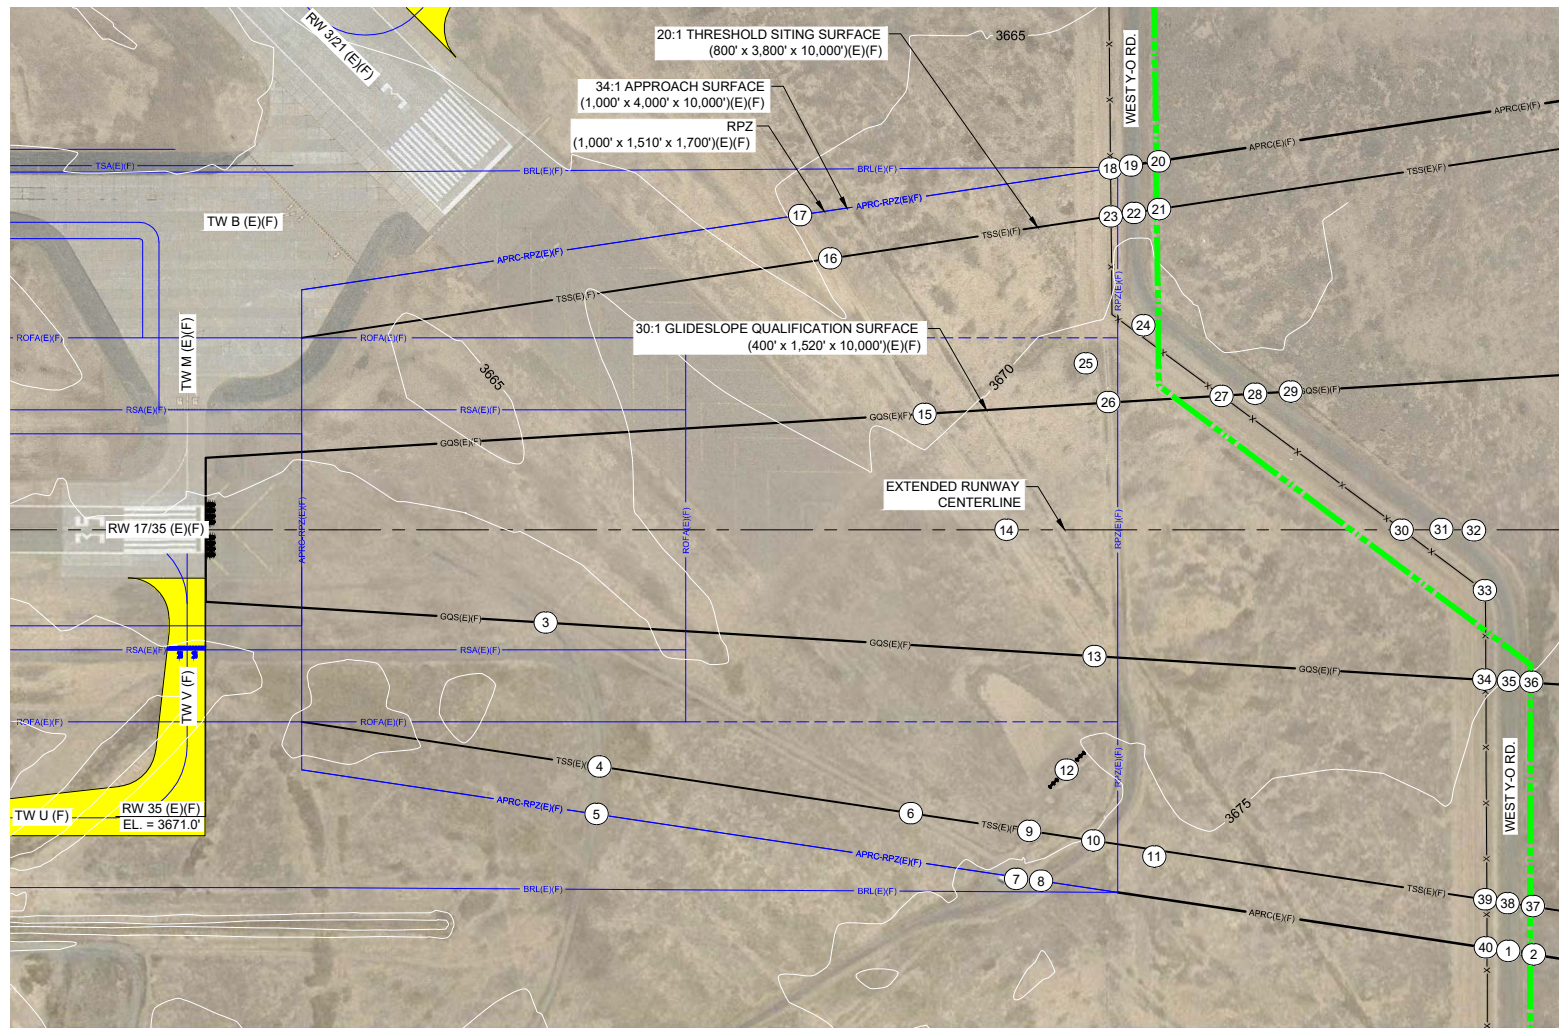 RW 3/21 (E)(F)
20:1 THRESHOLD SITING SURFACE
(800' x 3,800' x 10,000')(E)(F)
3665
WEST Y-O RD.
34:1 APPROACH SURFACE
(1,000' x 4,000' x 10,000')(E)(F)
APRC(E)(F)
RPZ
(1,000' x 1,510' x 1,700')(E)(F)
APRC(E)(F)
TSA(E)(F)
BRL(E)(F)
BRL(E)(F)
18
19
20
TSS(E)(F)
3
TW B (E)(F)
17
APRC-RPZ(E)(F)
23
22
21
TSS(E)(F)
APRC-RPZ(E)(F)
16
TSS(E)(F)
RPZ(E)(F)
ROFA(E)(F)
TW M (E)(F)
ROFA(E)(F)
30:1 GLIDESLOPE QUALIFICATION SURFACE
(400' x 1,520' x 10,000')(E)(F)
24
25
3665
3670
RSA(E)(F)
RSA(E)(F)
GQS(E)(F)
15
26
27
28
29
GQS(E)(F)
GQS(E)(F)
EXTENDED RUNWAY
CENTERLINE
RW 17/35 (E)(F)
35
APRC-RPZ(E)(F)
ROFA(E)(F)
14
RPZ(E)(F)
30
31
32
33
GQS(E)(F)
3
GQS(E)(F)
13
GQS(E)(F)
34
35
36
RSA(E)(F)
RSA(E)(F)
TW V (F)
ROFA(E)(F)
ROFA(E)(F)
TSS(E)(
4
12
RPZ(E)(F)
WEST Y-O RD.
RW 35 (E)(F)
EL. = 3671.0'
TW U (F)
APRC-RPZ(E)(F)
5
6
TSS(E)(F)
9
10
11
3675
APRC-RPZ(E)(F)
7
8
BRL(E)(F)
BRL(E)(F)
TSS(E)(F)
39
38
37
APRC(E)(F)
40
1
2